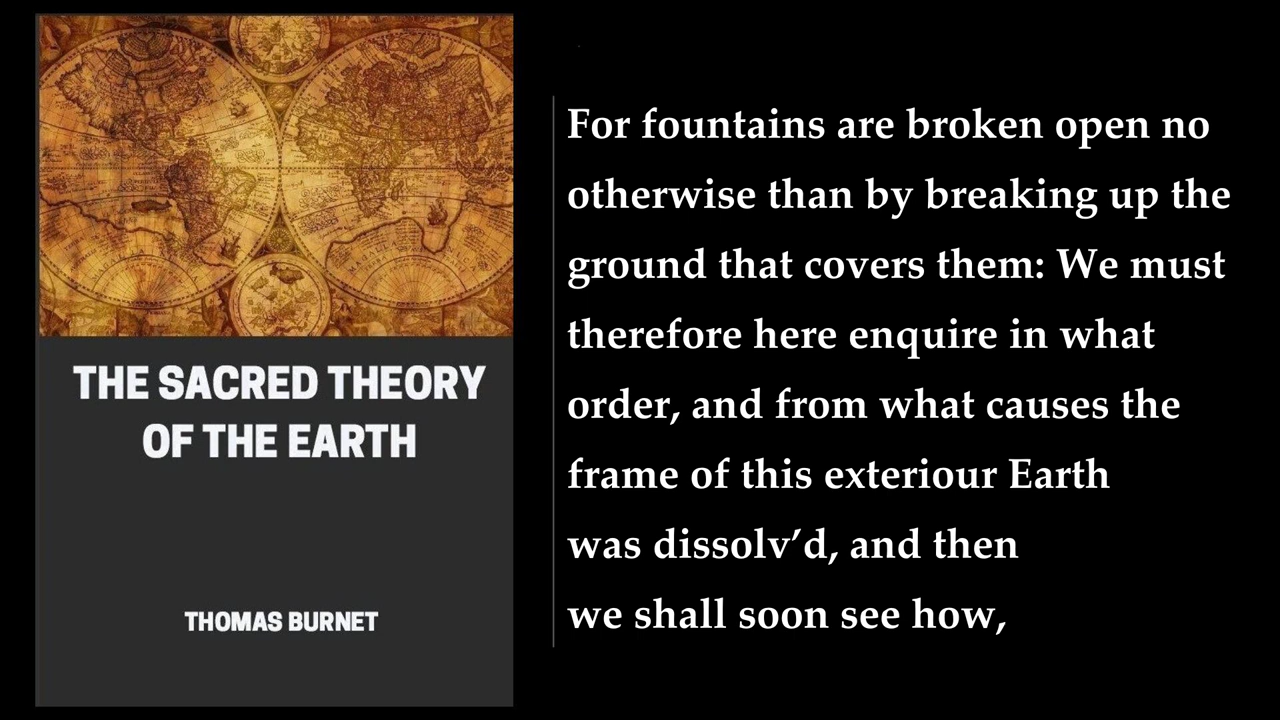 THE SACRED THEORY
OF THE EARTH
THOMAS BURNET
For fountains are broken open no
otherwise than by breaking up the
ground that covers them: We must
therefore here enquire in what
order, and from what causes the
frame of this exteriour Earth
was dissolv’d, and then
we shall soon see how,